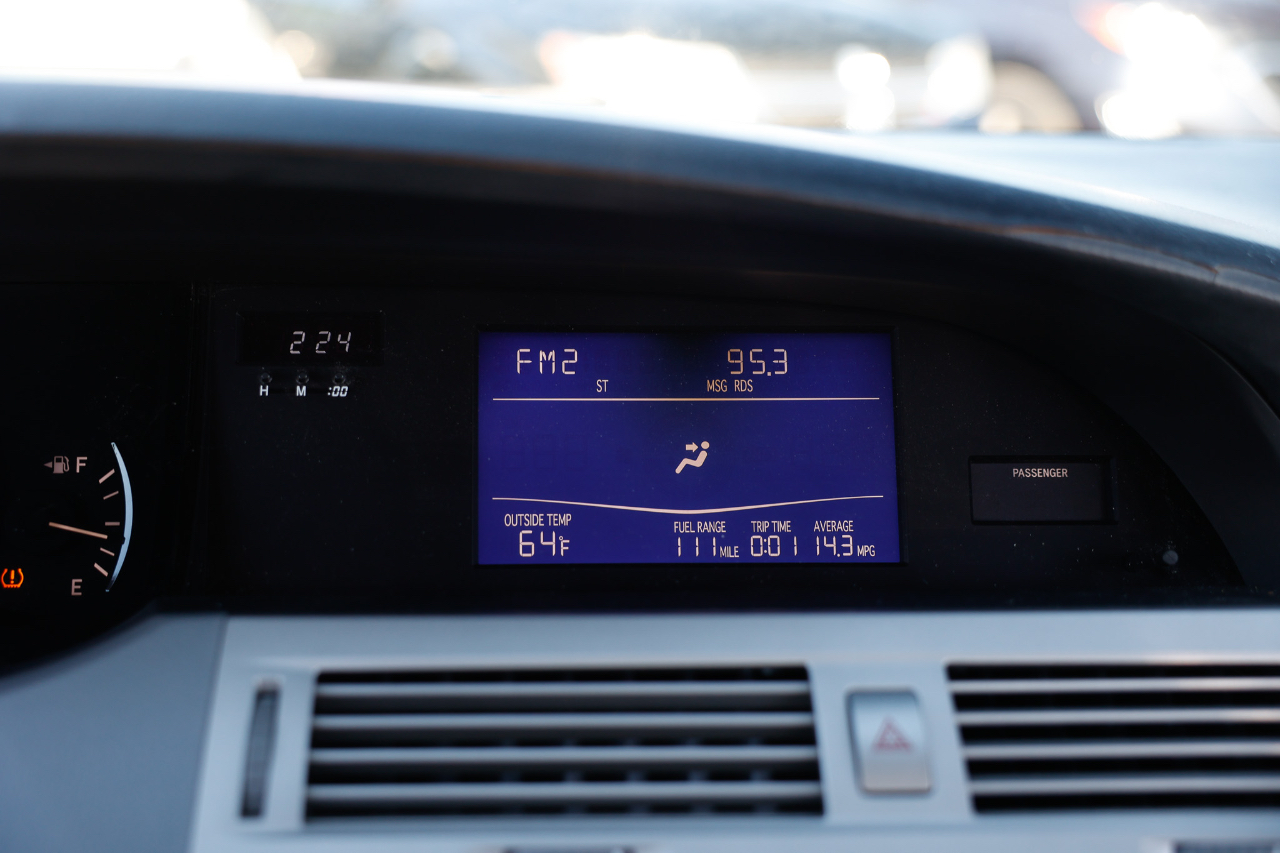 2 24
H M :00
F
E
FM2 95.3
ST MSG RDS
OUTSIDE TEMP FUEL RANGE TRIP TIME AVERAGE
64°F 111 MILE 0:01 14.3 MPG
PASSENGER